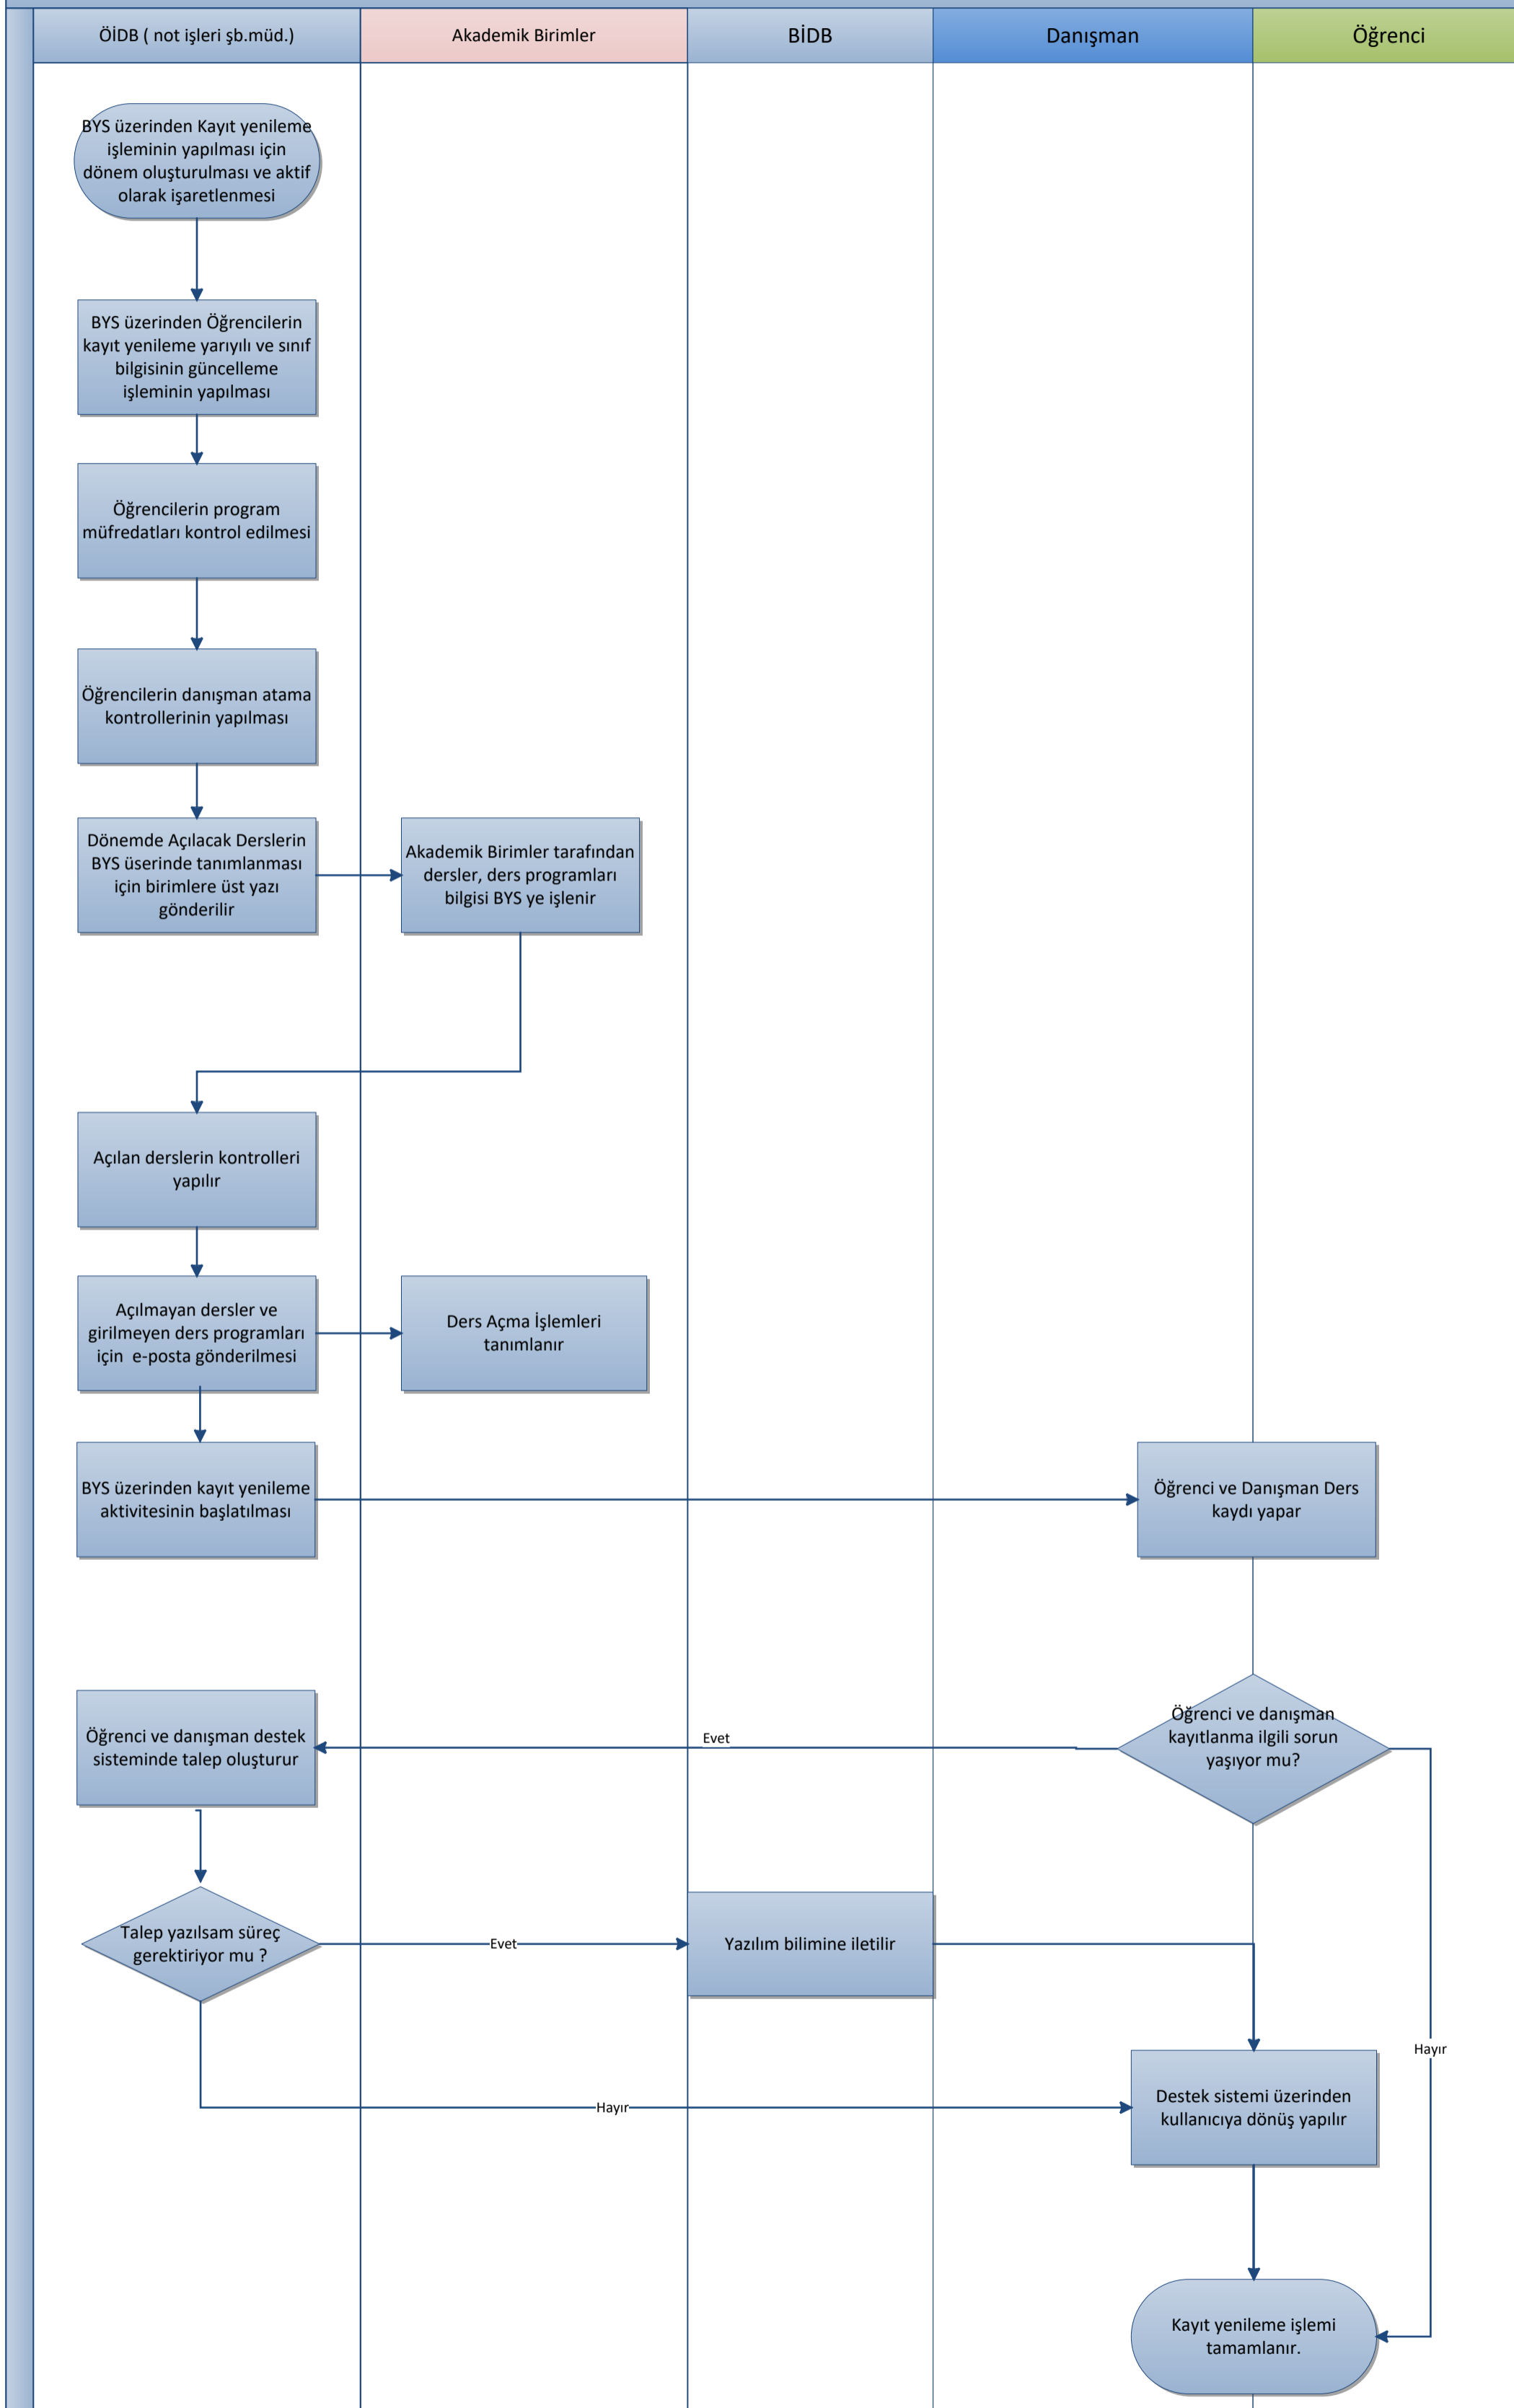 ÖİDB ( not işleri şb.müd.)
Akademik Birimler
BİDB
Danışman
Öğrenci
BYS üzerinden Kayıt yenileme
işleminin yapılması için
dönem oluşturulması ve aktif
olarak işaretlenmesi
BYS üzerinden Öğrencilerin
kayıt yenileme yarıyılı ve sınıf
bilgisinin güncelleme
işleminin yapılması
Öğrencilerin program
müfredatları kontrol edilmesi
Öğrencilerin danışman atama
kontrollerinin yapılması
Dönemde Açılacak Derslerin
BYS üserinde tanımlanması
için birimlere üst yazı
gönderilir
Akademik Birimler tarafından
dersler, ders programları
bilgisi BYS ye işlenir
Açılan derslerin kontrolleri
yapılır
Açılmayan dersler ve
girilmeyen ders programları
için  e-posta gönderilmesi
Ders Açma İşlemleri
tanımlanır
BYS üzerinden kayıt yenileme
aktivitesinin başlatılması
Öğrenci ve Danışman Ders
kaydı yapar
Öğrenci ve danışman
kayıtlanma ilgili sorun
yaşıyor mu?
Evet
Öğrenci ve danışman destek
sisteminde talep oluşturur
Talep yazılsam süreç
gerektiriyor mu ?
Evet
Yazılım bilimine iletilir
Hayır
Destek sistemi üzerinden
kullanıcıya dönüş yapılır
Hayır
Kayıt yenileme işlemi
tamamlanır.